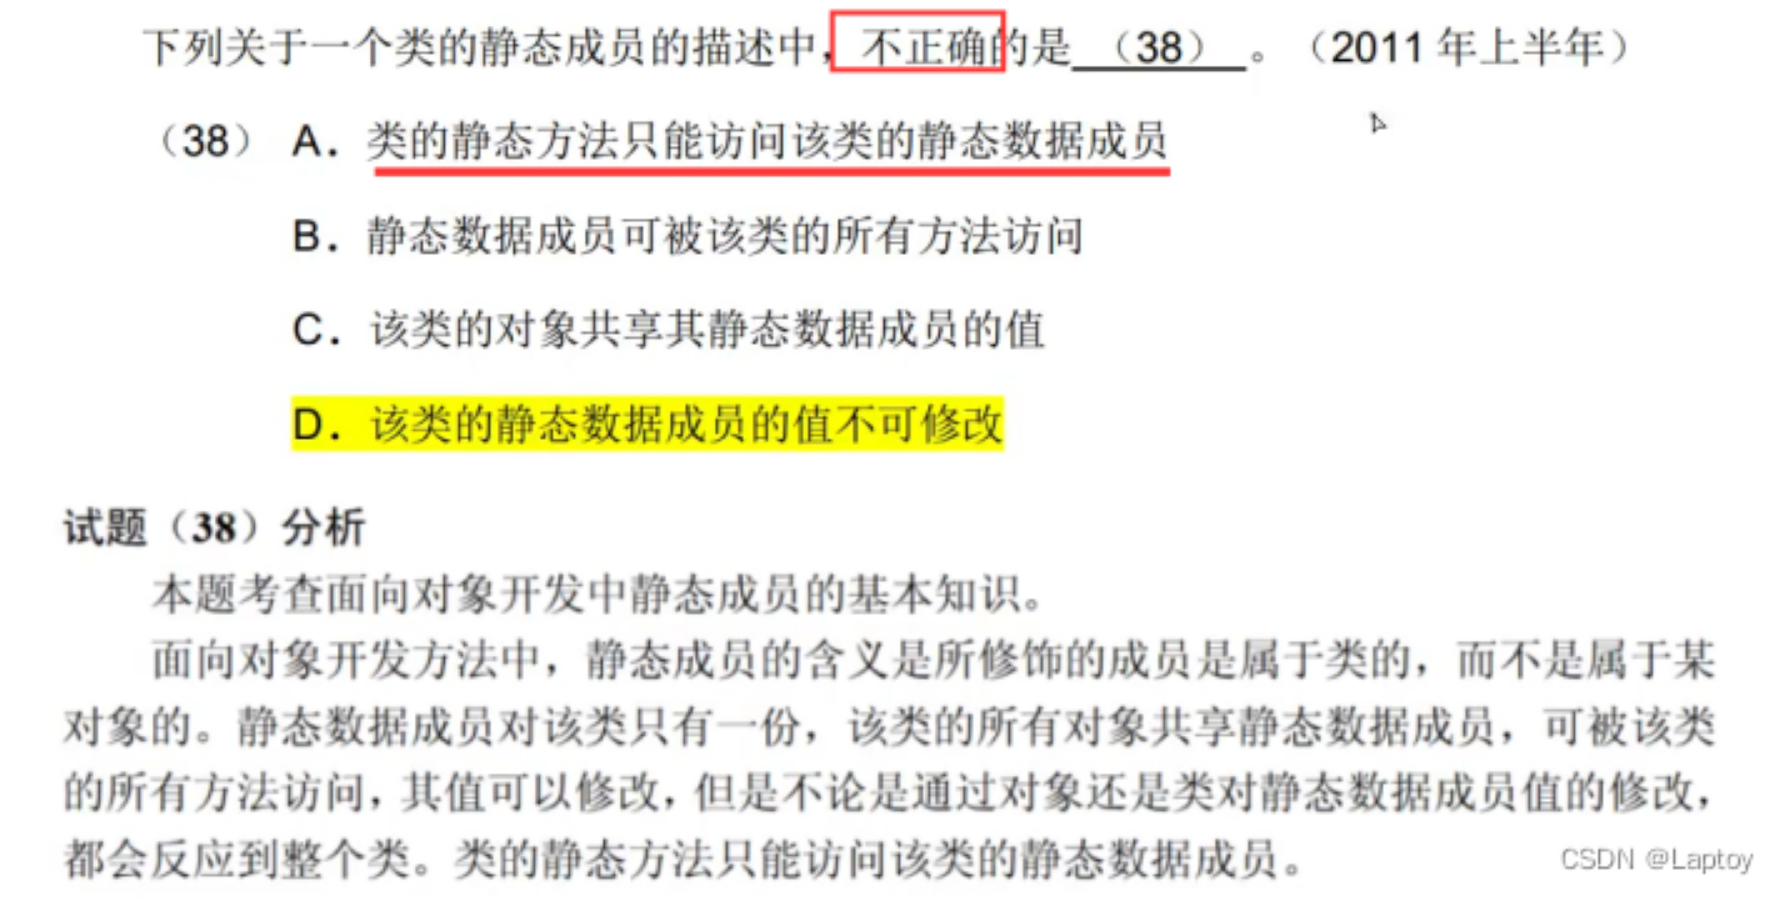 下列关于一个类的静态成员的描述中，不正确的是 （38） 。（2011 年上半年）
（38） A．类的静态方法只能访问该类的静态数据成员
B．静态数据成员可被该类的所有方法访问
C．该类的对象共享其静态数据成员的值
D．该类的静态数据成员的值不可修改
试题（38）分析
本题考查面向对象开发中静态成员的基本知识。
面向对象开发方法中，静态成员的含义是所修饰的成员是属于类的，而不是属于某
对象的。静态数据成员对该类只有一份，该类的所有对象共享静态数据成员，可被该类
的所有方法访问，其值可以修改，但是不论是通过对象还是类对静态数据成员值的修改，
都会反应到整个类。类的静态方法只能访问该类的静态数据成员。
CSDN @Laptoy